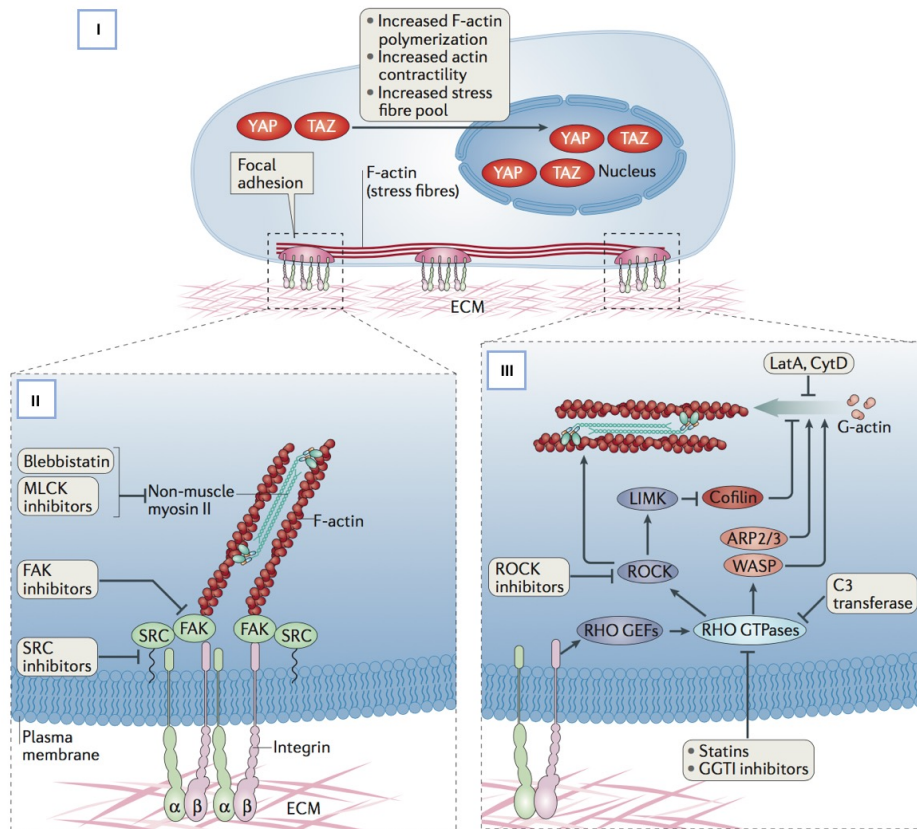 I
• Increased F-actin
polymerization
• Increased actin
contractility
• Increased stress
fibre pool
YAP TAZ
YAP TAZ
YAP TAZ
Nucleus
Focal
adhesion
F-actin
(stress fibres)
ECM
II
Blebbistatin
MLCK
inhibitors
Non-muscle
myosin II
F-actin
FAK
inhibitors
SRC
inhibitors
SRC FAK FAK SRC
Plasma
membrane
Integrin
α β α β
ECM
III
LatA, CytD
G-actin
LIMK Cofilin
ARP2/3
WASP
ROCK
inhibitors
ROCK
C3
transferase
RHO GEFs RHO GTPases
• Statins
• GGTI inhibitors